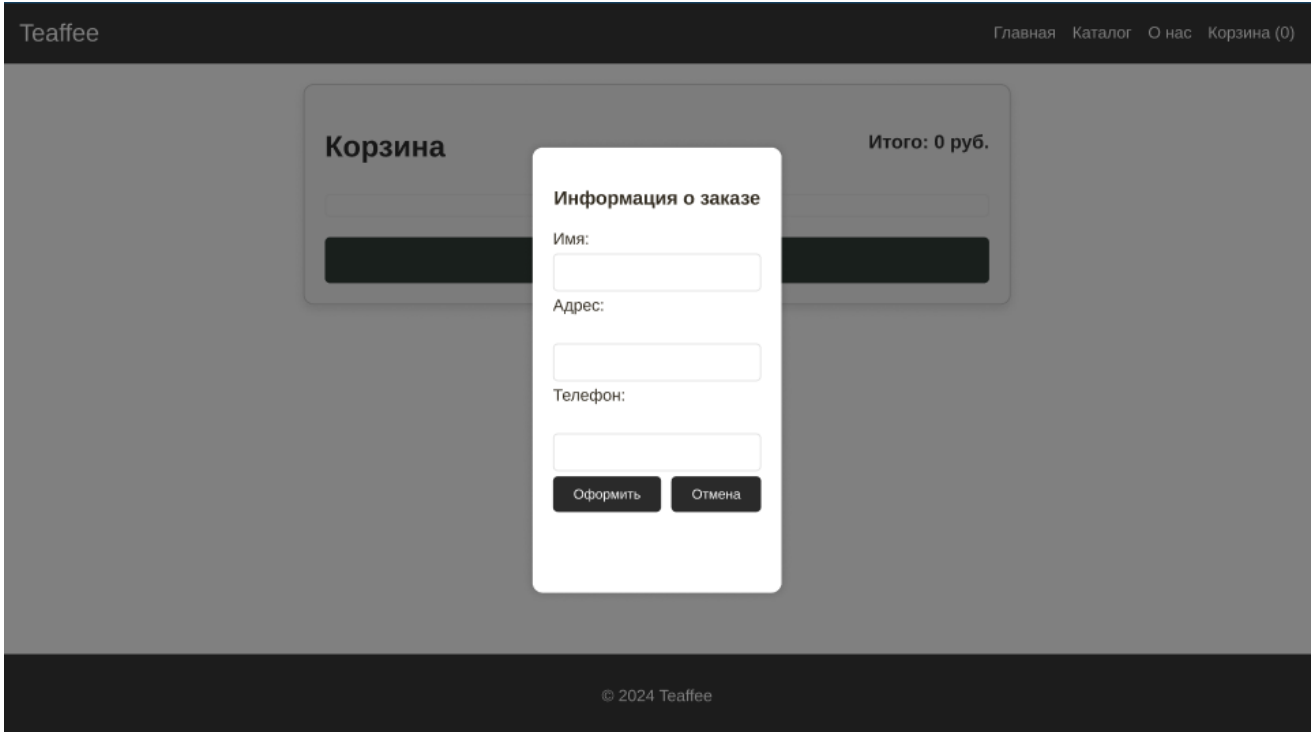 Teaffee
Главная Каталог О нас Корзина (0)
Корзина
Итого: 0 руб.
Информация о заказе
Имя:
Адрес:
Телефон:
Оформить Отмена
© 2024 Teaffee